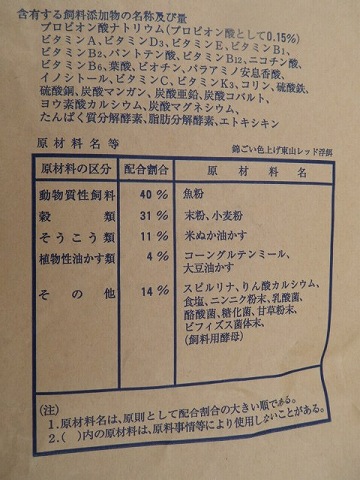 含有する飼料添加物の名称及び量
プロピオン酸ナトリウム(プロピオン酸として0.15%)
ビタミンA、ビタミンD₃、ビタミンE、ビタミンB₁、
ビタミンB₂、パントテン酸、ビタミンB₁₂、ニコチン酸、
ビタミンB₆、葉酸、ビオチン、パラアミノ安息香酸、
イノシトール、ビタミンC、ビタミンK₃、コリン、硫酸鉄、
硫酸銅、炭酸マンガン、炭酸亜鉛、炭酸コバルト、
ヨウ素酸カルシウム、炭酸マグネシウム、
たんぱく質分解酵素、脂肪分解酵素、エトキシキン
原材料名等
錦ごい色上げ東山レッド浮餌
原材料の区分 配合割合 原材料名
動物質性飼料 40% 魚粉
穀類 31% 末粉、小麦粉
そうこう類 11% 米ぬか油かす
植物性油かす類 4% コーングルテンミール、
大豆油かす
その他 14% スピルリナ、りん酸カルシウム、
食塩、ニンニク粉末、乳酸菌、
酪酸菌、糖化菌、甘草粉末、
ビフィズス菌体末、
(飼料用酵母)
(注)
1.原材料名は、原則として配合割合の大きい順である。
2.( )内の原材料は、原料事情等により使用しないことがある。